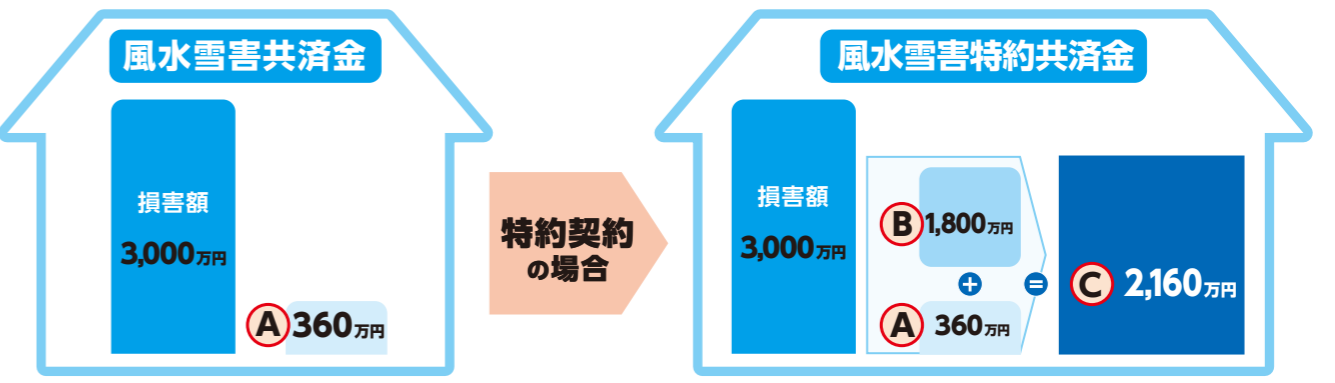 風水雪害共済金
損害額
3,000万円
A 360万円
特約契約
の場合
風水雪害特約共済金
損害額
3,000万円
B 1,800万円
+
A 360万円
=
C 2,160万円